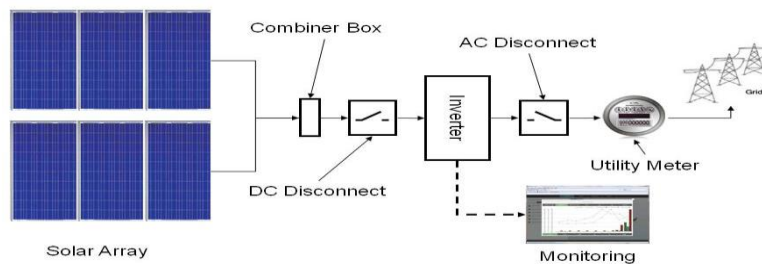 Combiner Box
AC Disconnect
Grid
Inverter
Utility Meter
DC Disconnect
Solar Array
Monitoring